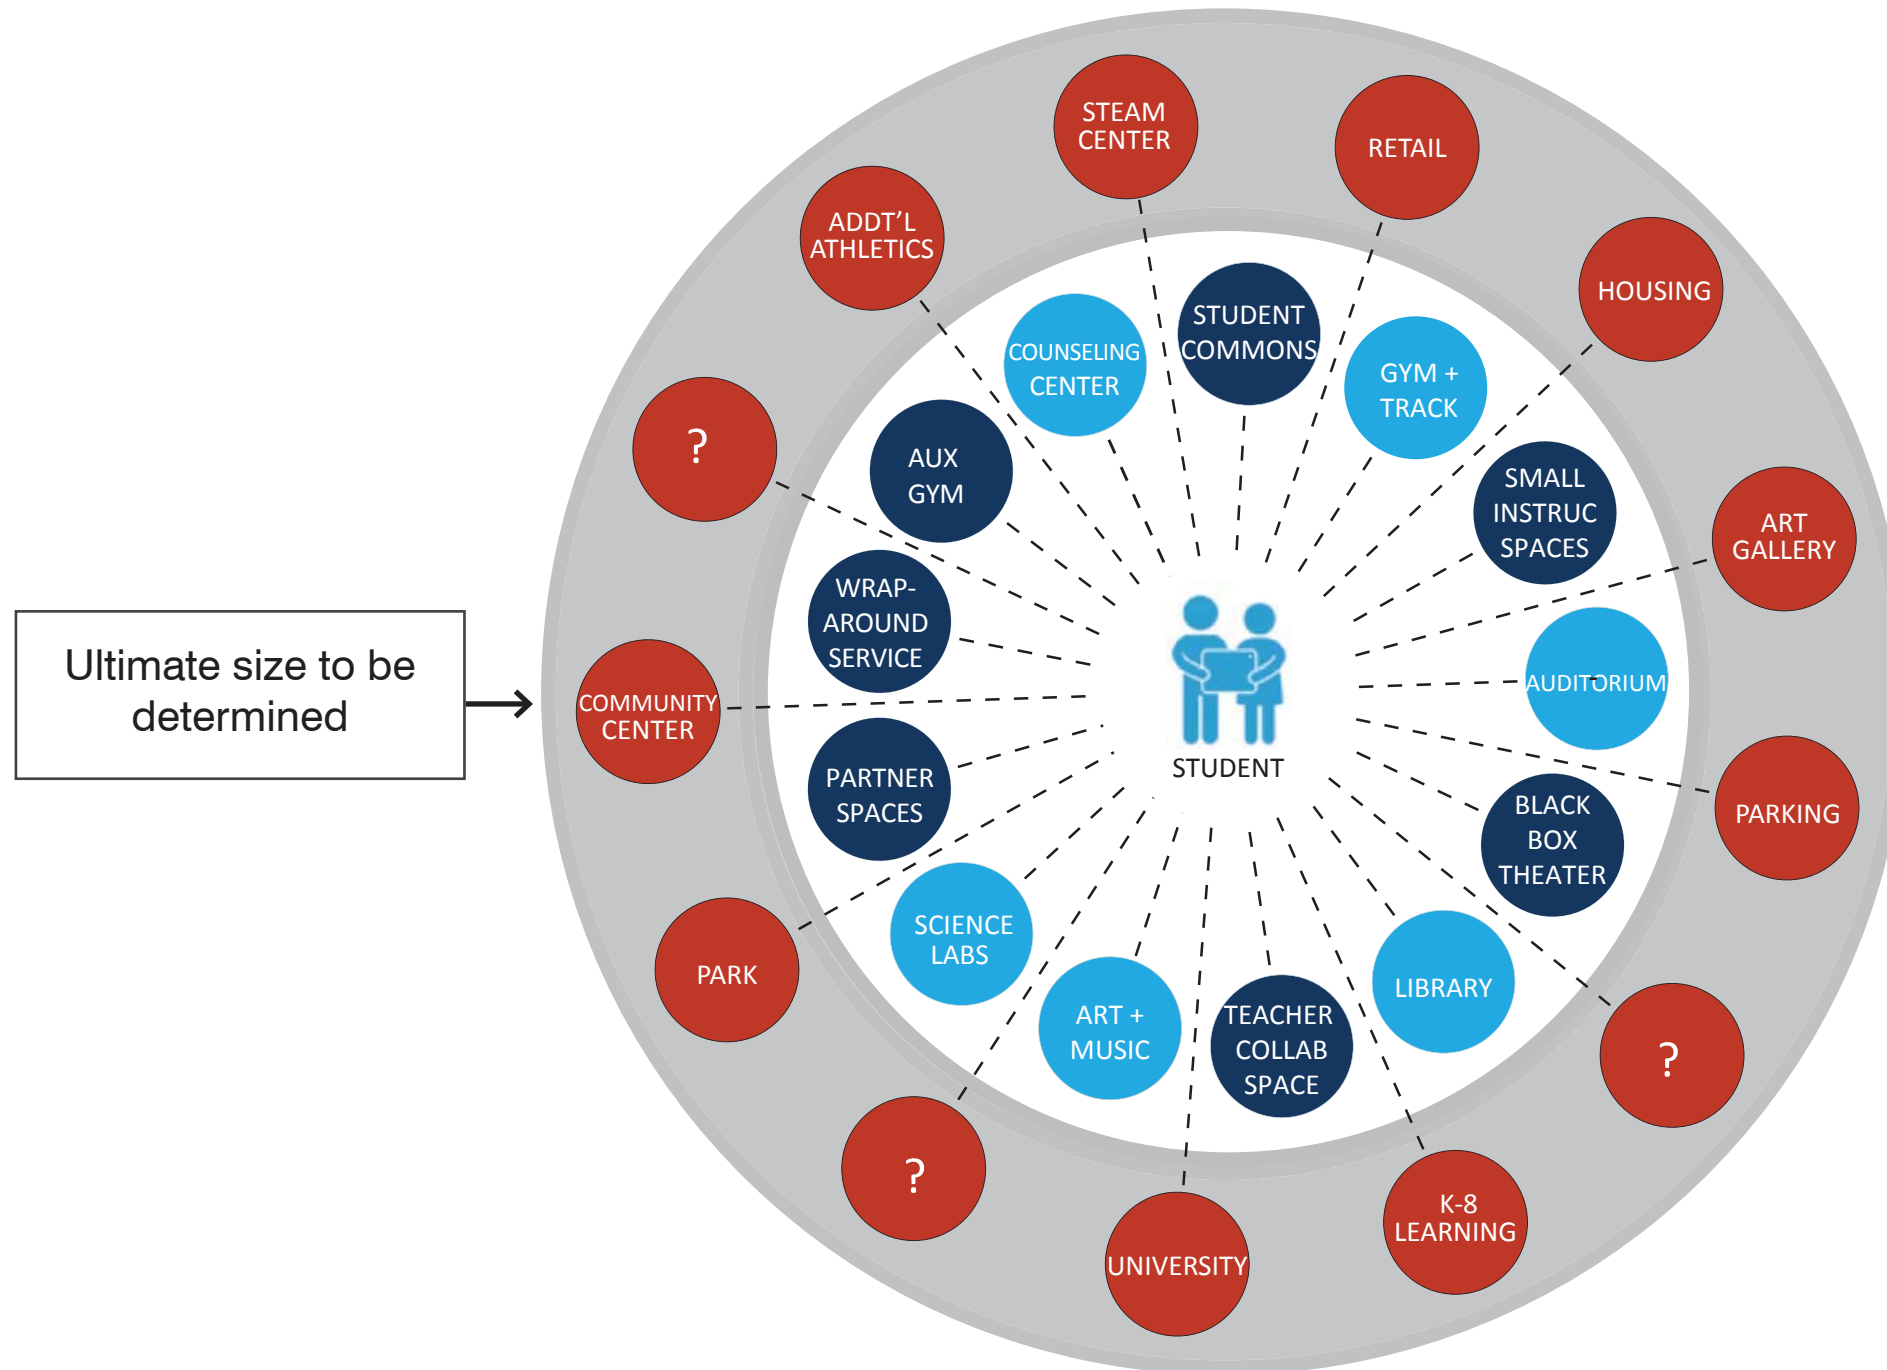 STEAM
CENTER
RETAIL
ADDT'L
ATHLETICS
HOUSING
STUDENT
COMMONS
COUNSELING
CENTER
GYM +
TRACK
?
AUX
GYM
SMALL
INSTRUC
SPACES
ART
GALLERY
WRAP-
AROUND
SERVICE
Ultimate size to be
determined
COMMUNITY
CENTER
AUDITORIUM
STUDENT
PARTNER
SPACES
BLACK
BOX
THEATER
PARKING
SCIENCE
LABS
PARK
LIBRARY
ART +
MUSIC
TEACHER
COLLAB
SPACE
?
?
K-8
LEARNING
UNIVERSITY